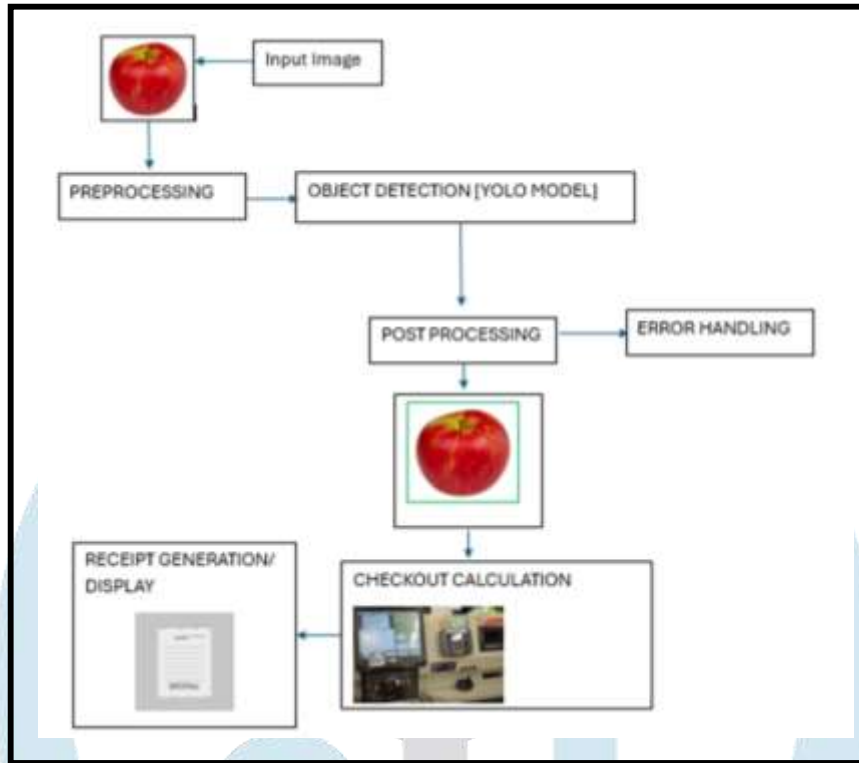 Input Image
PREPROCESSING
OBJECT DETECTION [YOLO MODEL]
POST PROCESSING
ERROR HANDLING
RECEIPT GENERATION/
DISPLAY
CHECKOUT CALCULATION